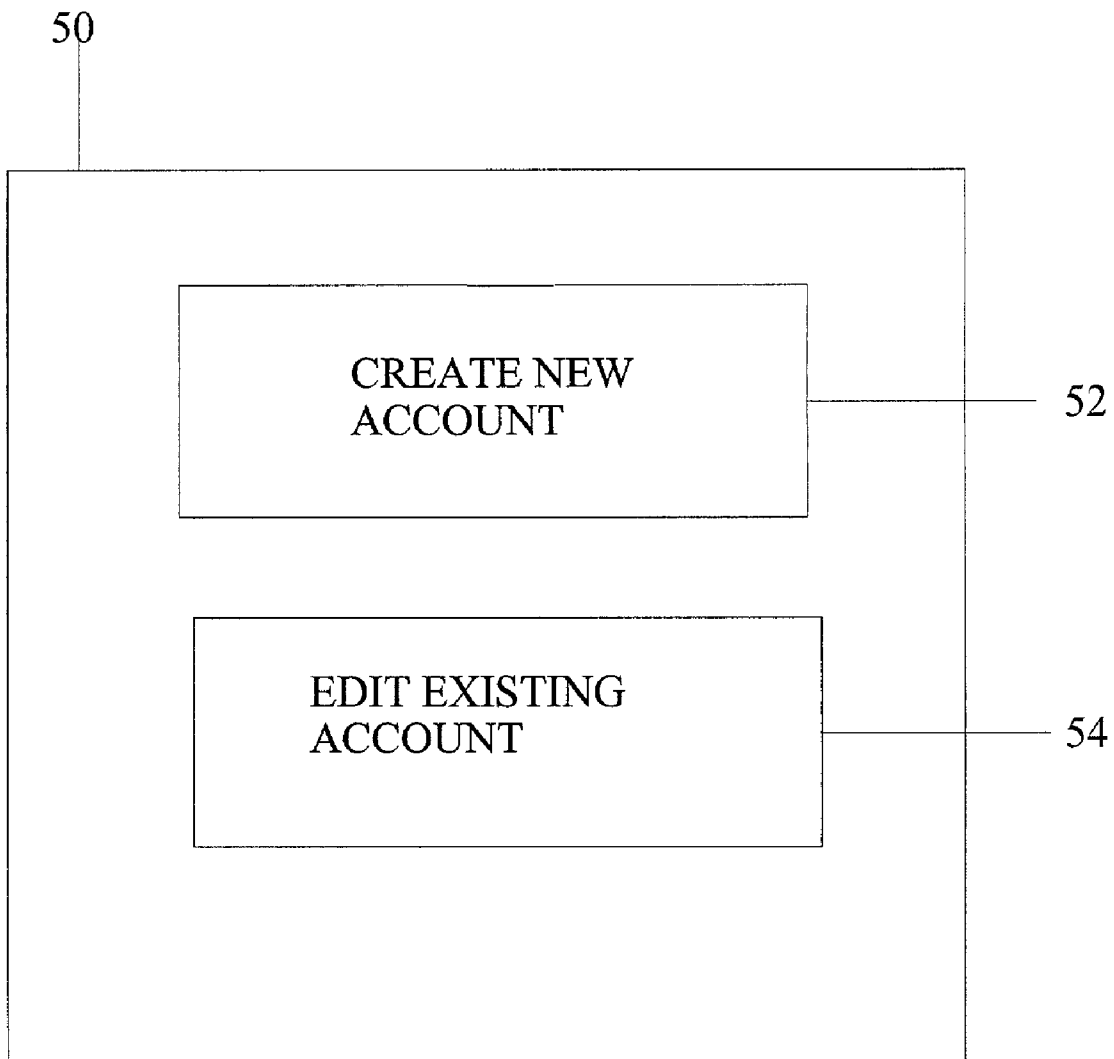 50
CREATE NEW
ACCOUNT
52
EDIT EXISTING
ACCOUNT
54